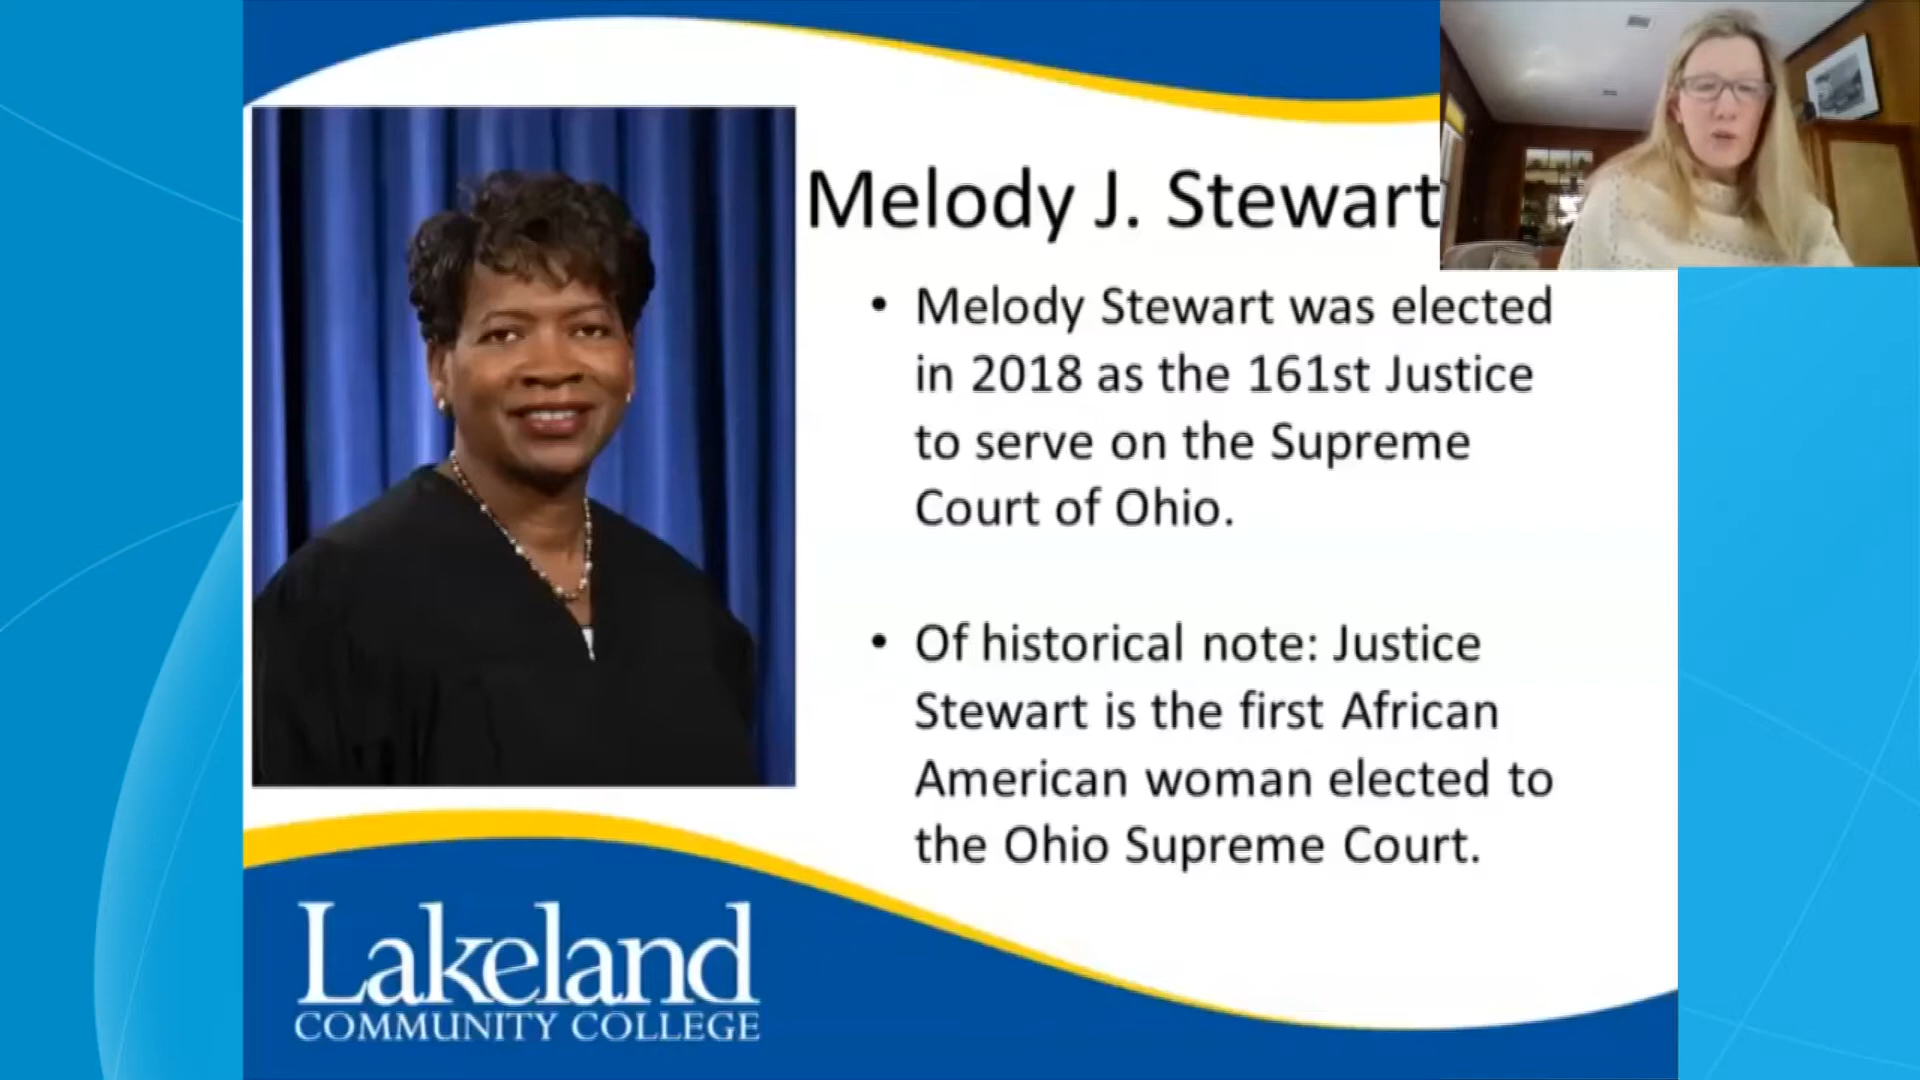 Melody J. Stewart
• Melody Stewart was elected
in 2018 as the 161st Justice
to serve on the Supreme
Court of Ohio.
• Of historical note: Justice
Stewart is the first African
American woman elected to
the Ohio Supreme Court.
Lakeland
COMMUNITY COLLEGE